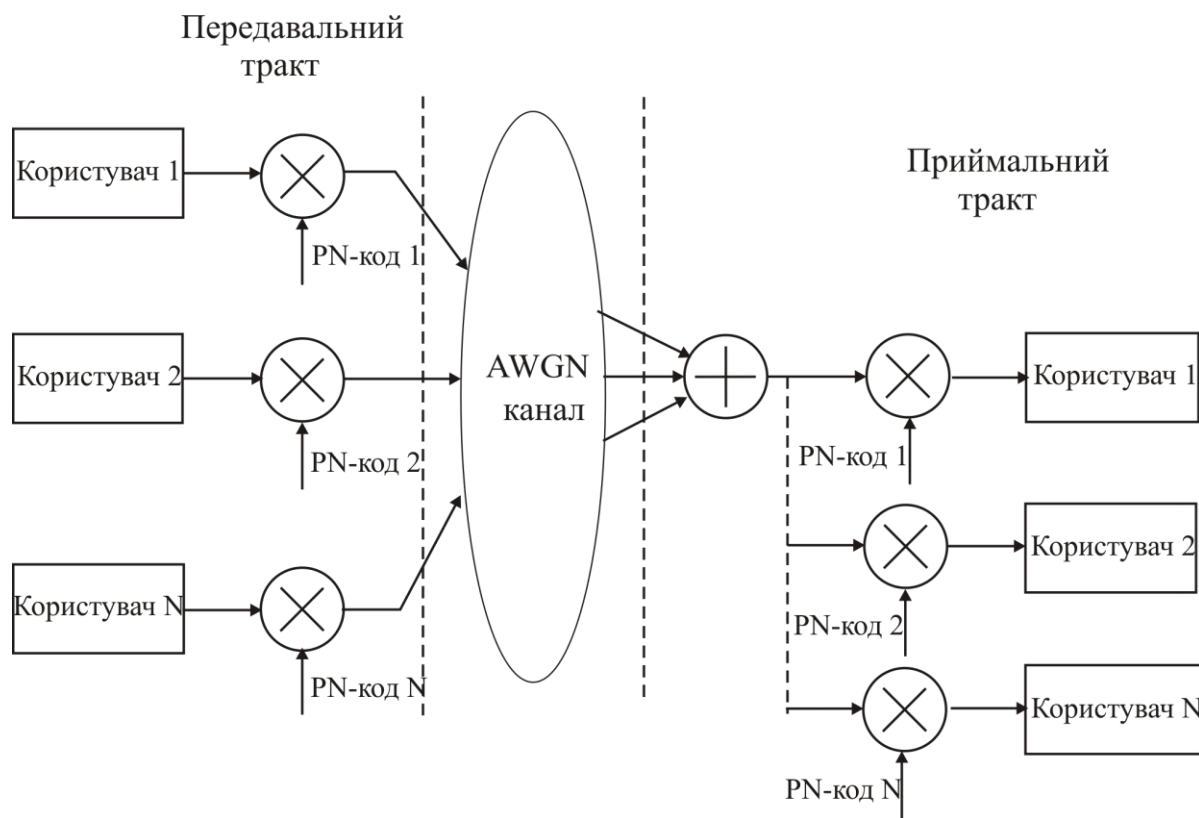 Передавальний
тракт
Користувач 1
PN-код 1
Користувач 2
PN-код 2
Користувач N
PN-код N
AWGN
канал
Приймальний
тракт
Користувач 1
PN-код 1
Користувач 2
PN-код 2
Користувач N
PN-код N